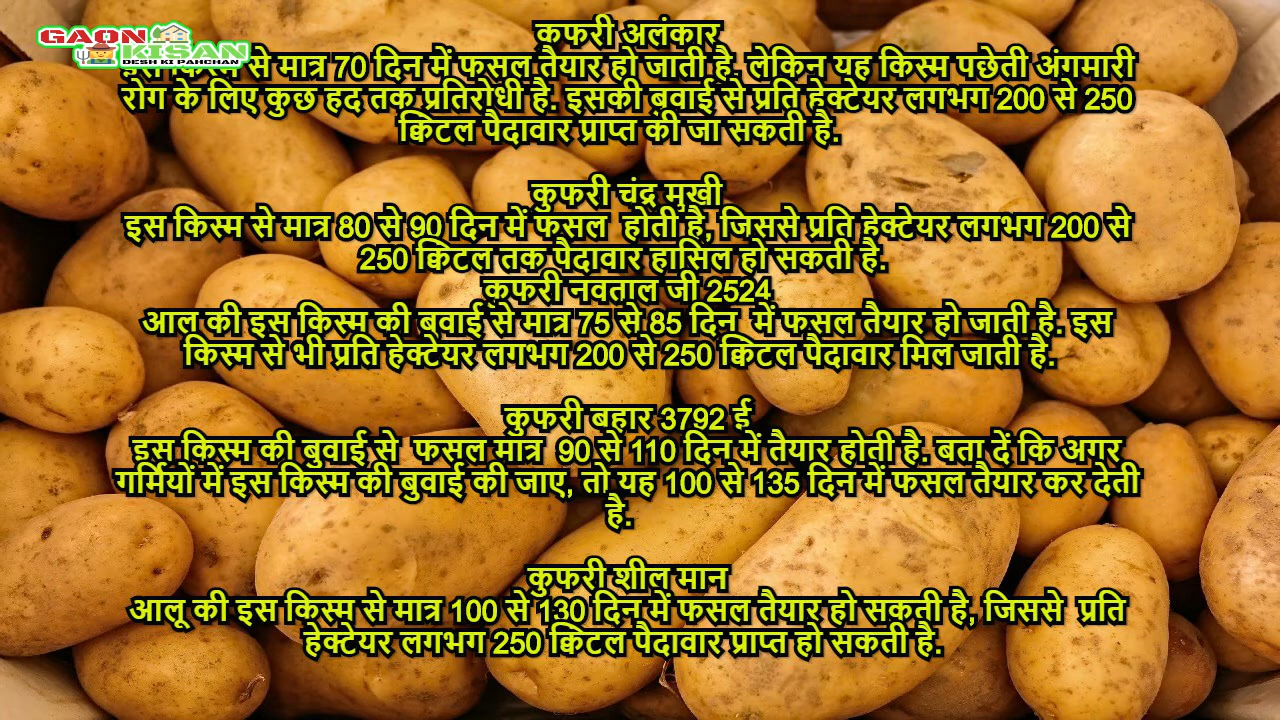 GAON
KISAN
DESH KI PAHCHAN
कुफरी अलंकार
इस किस्म से मात्र 70 दिन में फसल तैयार हो जाती है. लेकिन यह किस्म पछेती अंगमारी
रोग के लिए कुछ हद तक प्रतिरोधी है. इसकी बुवाई से प्रति हेक्टेयर लगभग 200 से 250
क्विंटल पैदावार प्राप्त की जा सकती है.
कुफरी चंद्र मुखी
इस किस्म से मात्र 80 से 90 दिन में फसल होती है, जिससे प्रति हेक्टेयर लगभग 200 से
250 क्विंटल तक पैदावार हासिल हो सकती है.
कुफरी नवताल जी 2524
आलू की इस किस्म की बुवाई से मात्र 75 से 85 दिन में फसल तैयार हो जाती है. इस
किस्म से भी प्रति हेक्टेयर लगभग 200 से 250 क्विंटल पैदावार मिल जाती है.
कुफरी बहार 3792 ई
इस किस्म की बुवाई से फसल मात्र 90 से 110 दिन में तैयार होती है. बता दें कि अगर
गर्मियों में इस किस्म की बुवाई की जाए, तो यह 100 से 135 दिन में फसल तैयार कर देती
है.
कुफरी शील मान
आलू की इस किस्म से मात्र 100 से 130 दिन में फसल तैयार हो सकती है, जिससे प्रति
हेक्टेयर लगभग 250 क्विंटल पैदावार प्राप्त हो सकती है.